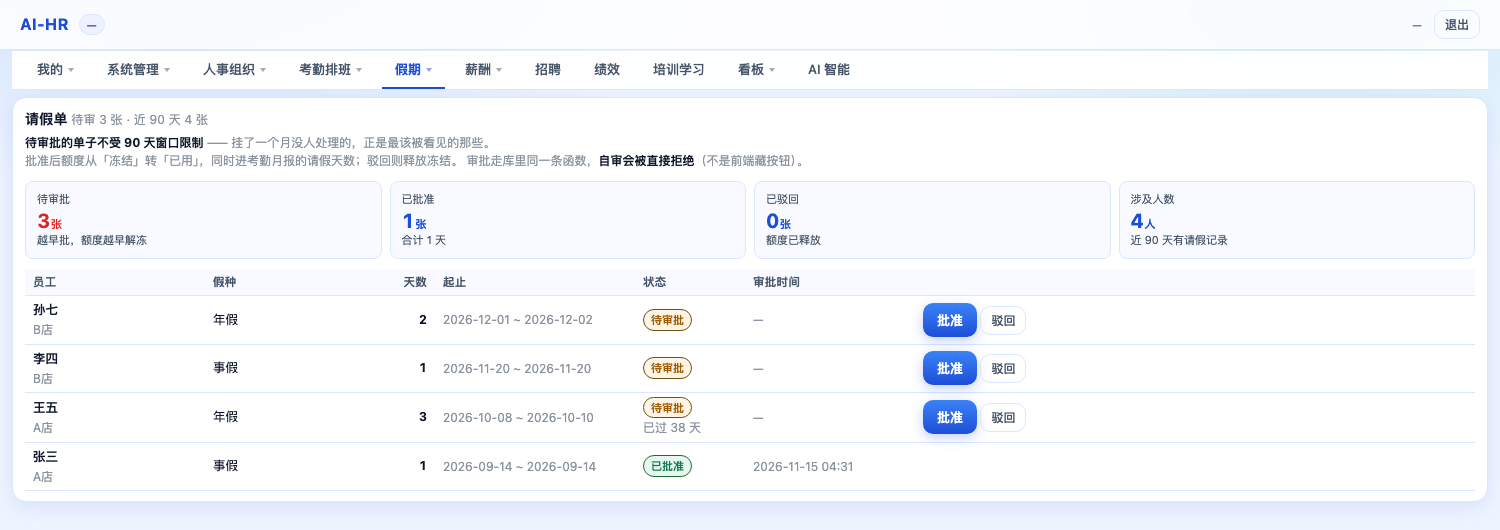 AI-HR — — 退出
我的 系统管理 人事组织 考勤排班 假期 薪酬 招聘 绩效 培训学习 看板 AI 智能
请假单 待审 3 张 · 近 90 天 4 张
待审批的单子不受 90 天窗口限制 —— 挂了一个月没人处理的，正是最该被看见的那些。
批准后额度从「冻结」转「已用」，同时进考勤月报的请假天数；驳回则释放冻结。 审批走库里同一条函数，自审会被直接拒绝（不是前端藏按钮）。
待审批 已批准 已驳回 涉及人数
3张 1张 0张 4人
越早批，额度越早解冻 合计 1 天 额度已释放 近 90 天有请假记录
员工 假种 天数 起止 状态 审批时间
孙七 年假 2 2026-12-01 ~ 2026-12-02 待审批 — 批准 驳回
B店
李四 事假 1 2026-11-20 ~ 2026-11-20 待审批 — 批准 驳回
B店
王五 年假 3 2026-10-08 ~ 2026-10-10 待审批 — 批准 驳回
A店 已过 38 天
张三 事假 1 2026-09-14 ~ 2026-09-14 已批准 2026-11-15 04:31
A店